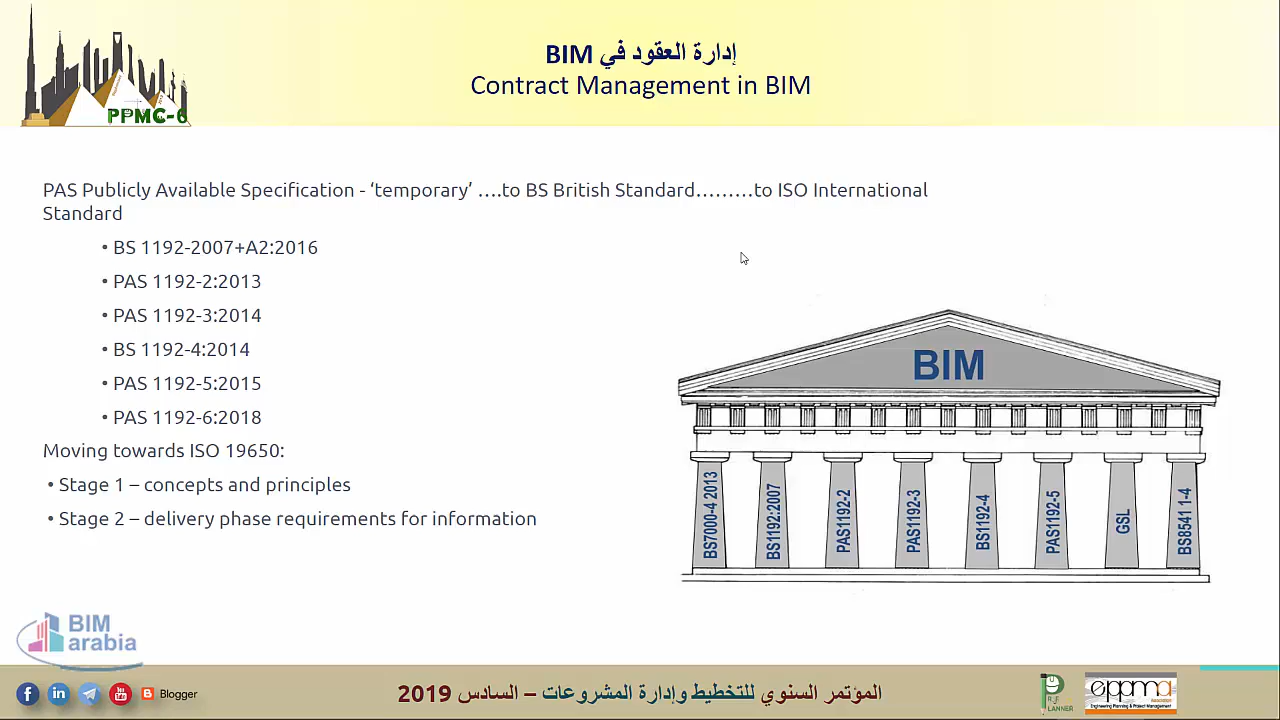 إدارة العقود في BIM
Contract Management in BIM
PPMC-6
PAS Publicly Available Specification - ‘temporary’ ….to BS British Standard………to ISO International
Standard
• BS 1192-2007+A2:2016
• PAS 1192-2:2013
• PAS 1192-3:2014
• BS 1192-4:2014
• PAS 1192-5:2015
• PAS 1192-6:2018
Moving towards ISO 19650:
• Stage 1 – concepts and principles
• Stage 2 – delivery phase requirements for information
BIM
BS7000-4 2013
BS1192:2007
PAS1192-2
PAS1192-3
BS1192-4
PAS1192-5
GSL
BS8541 1-4
BIM
arabia
Blogger
المؤتمر السنوي للتخطيط وإدارة المشروعات – السادس 2019
PLANNER
eppma
Engineering Planning & Project Management